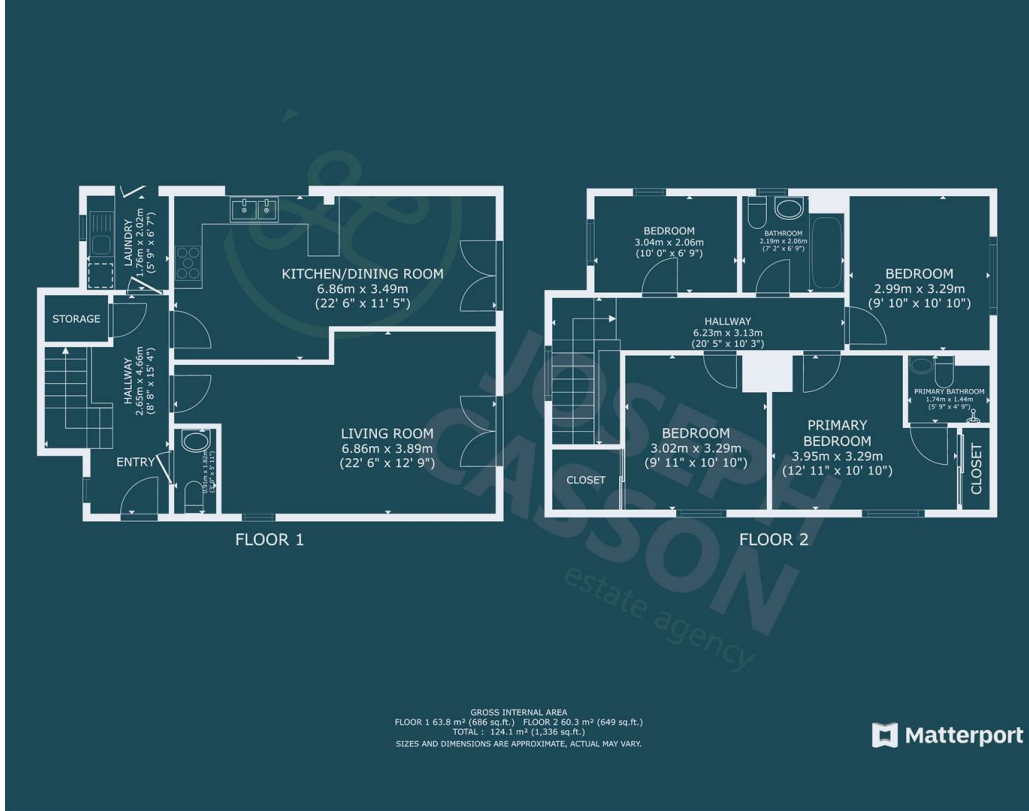 LAUNDRY
1.76m x 2.02m
(5' 9" x 6' 7")
KITCHEN/DINING ROOM
6.86m x 3.49m
(22' 6" x 11' 5")
STORAGE
HALLWAY
2.65m x 4.66m
(8' 8" x 15' 4")
LIVING ROOM
6.86m x 3.89m
(22' 6" x 12' 9")
ENTRY
0.91m x 1.82m
FLOOR 1
BEDROOM
3.04m x 2.06m
(10' 0" x 6' 9")
BATHROOM
2.19m x 2.06m
(7' 2" x 6' 9")
BEDROOM
2.99m x 3.29m
(9' 10" x 10' 10")
HALLWAY
6.23m x 3.13m
(20' 5" x 10' 3")
PRIMARY BATHROOM
1.74m x 1.44m
(5' 9" x 4' 9")
BEDROOM
3.02m x 3.29m
(9' 11" x 10' 10")
PRIMARY
BEDROOM
3.95m x 3.29m
(12' 11" x 10' 10")
CLOSET
CLOSET
FLOOR 2
JOSEPH
CASSON
estate agency
GROSS INTERNAL AREA
FLOOR 1 63.8 m² (686 sq.ft.) FLOOR 2 60.3 m² (649 sq.ft.)
TOTAL : 124.1 m² (1,336 sq.ft.)
SIZES AND DIMENSIONS ARE APPROXIMATE, ACTUAL MAY VARY.
Matterport